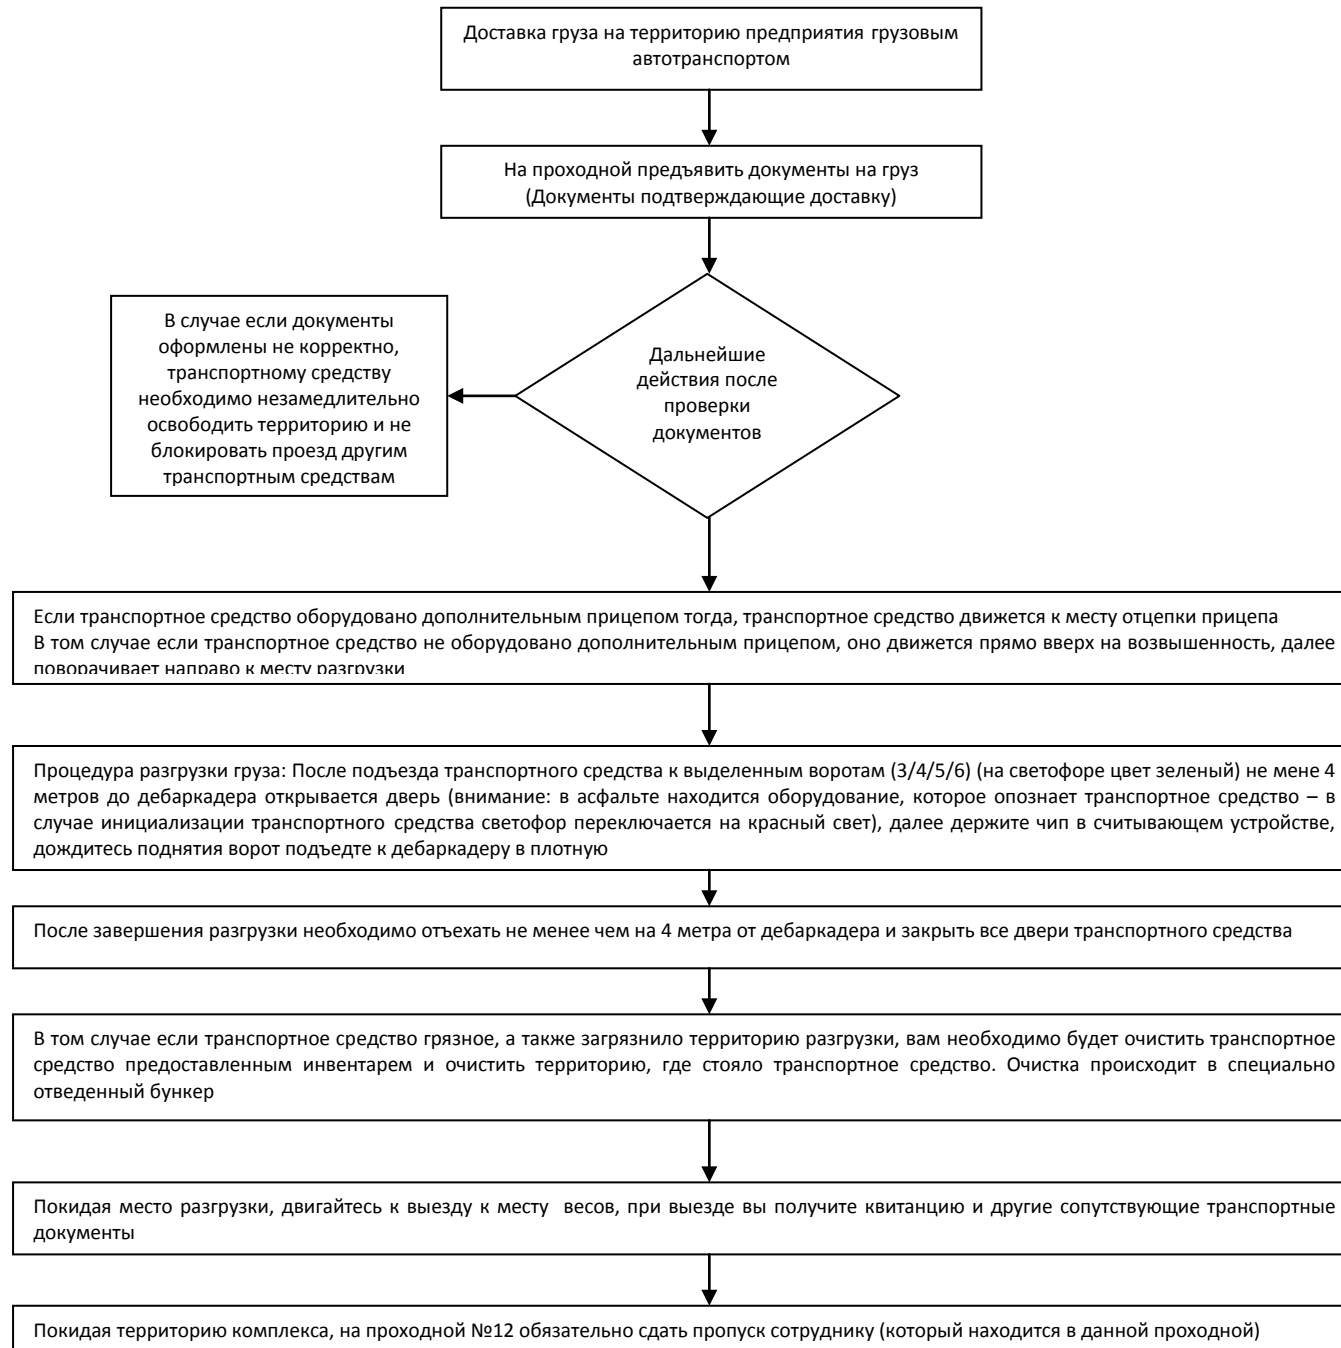 Доставка груза на территорию предприятия грузовым
автотранспортом
На проходной предъявить документы на груз
(Документы подтверждающие доставку)
В случае если документы
оформлены не корректно,
транспортному средству
необходимо незамедлительно
освободить территорию и не
блокировать проезд другим
транспортным средствам
Дальнейшие
действия после
проверки
документов
Если транспортное средство оборудовано дополнительным прицепом тогда, транспортное средство движется к месту отцепки прицепа
В том случае если транспортное средство не оборудовано дополнительным прицепом, оно движется прямо вверх на возвышенность, далее
поворачивает направо к месту разгрузки
Процедура разгрузки груза: После подъезда транспортного средства к выделенным воротам (3/4/5/6) (на светофоре цвет зеленый) не мене 4
метров до дебаркадера открывается дверь (внимание: в асфальте находится оборудование, которое опознает транспортное средство – в
случае инициализации транспортного средства светофор переключается на красный свет), далее держите чип в считывающем устройстве,
дождитесь поднятия ворот подъедте к дебаркадеру в плотную
После завершения разгрузки необходимо отъехать не менее чем на 4 метра от дебаркадера и закрыть все двери транспортного средства
В том случае если транспортное средство грязное, а также загрязнило территорию разгрузки, вам необходимо будет очистить транспортное
средство предоставленным инвентарем и очистить территорию, где стояло транспортное средство. Очистка происходит в специально
отведенный бункер
Покидая место разгрузки, двигайтесь к выезду к месту весов, при выезде вы получите квитанцию и другие сопутствующие транспортные
документы
Покидая территорию комплекса, на проходной №12 обязательно сдать пропуск сотруднику (который находится в данной проходной)